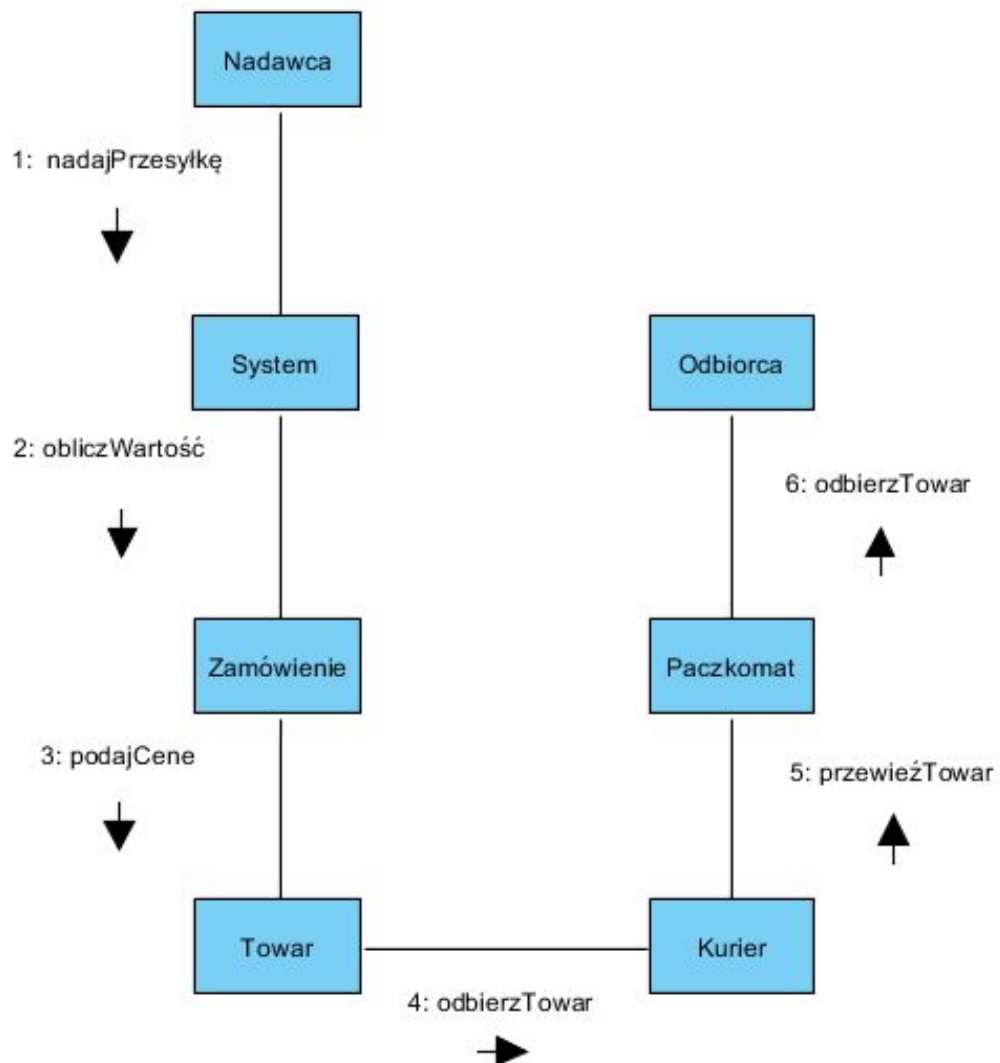 Nadawca
1: nadajPrzesyłkę
System
Odbiorca
2: obliczWartość
6: odbierzTowar
Zamówienie
Paczkomat
3: podajCene
5: przewieźTowar
Towar
Kurier
4: odbierzTowar